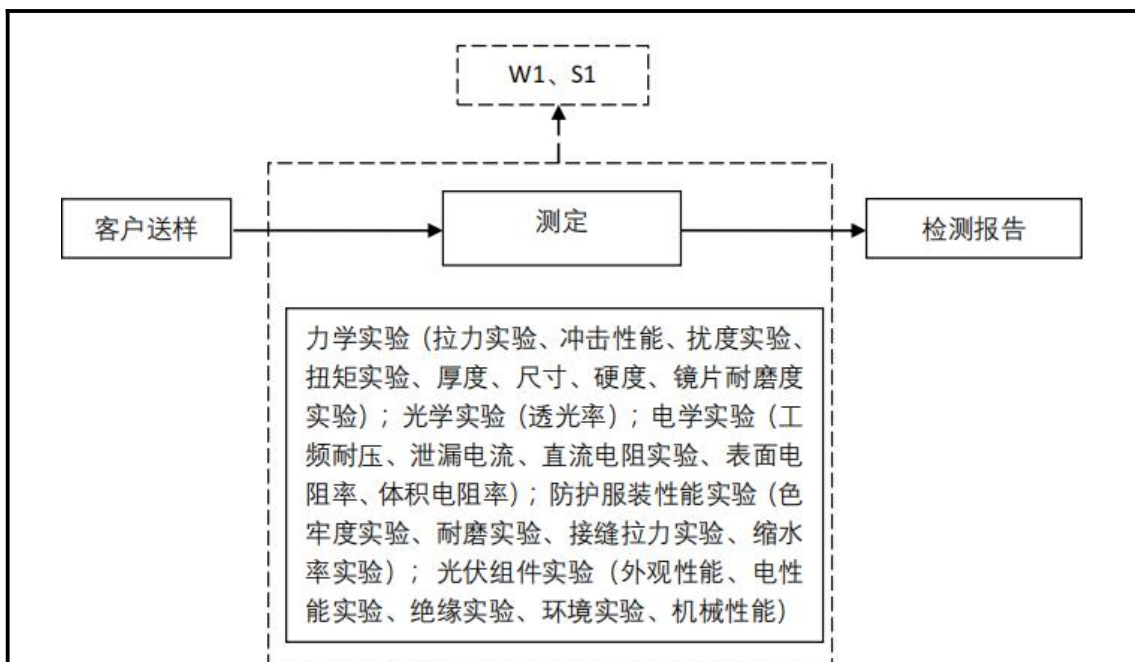 W1、S1
客户送样
测定
检测报告
力学实验（拉力实验、冲击性能、扰度实验、
扭矩实验、厚度、尺寸、硬度、镜片耐磨度
实验）；光学实验（透光率）；电学实验（工
频耐压、泄漏电流、直流电阻实验、表面电
阻率、体积电阻率）；防护服装性能实验（色
牢度实验、耐磨实验、接缝拉力实验、缩水
率实验）；光伏组件实验（外观性能、电性
能实验、绝缘实验、环境实验、机械性能）